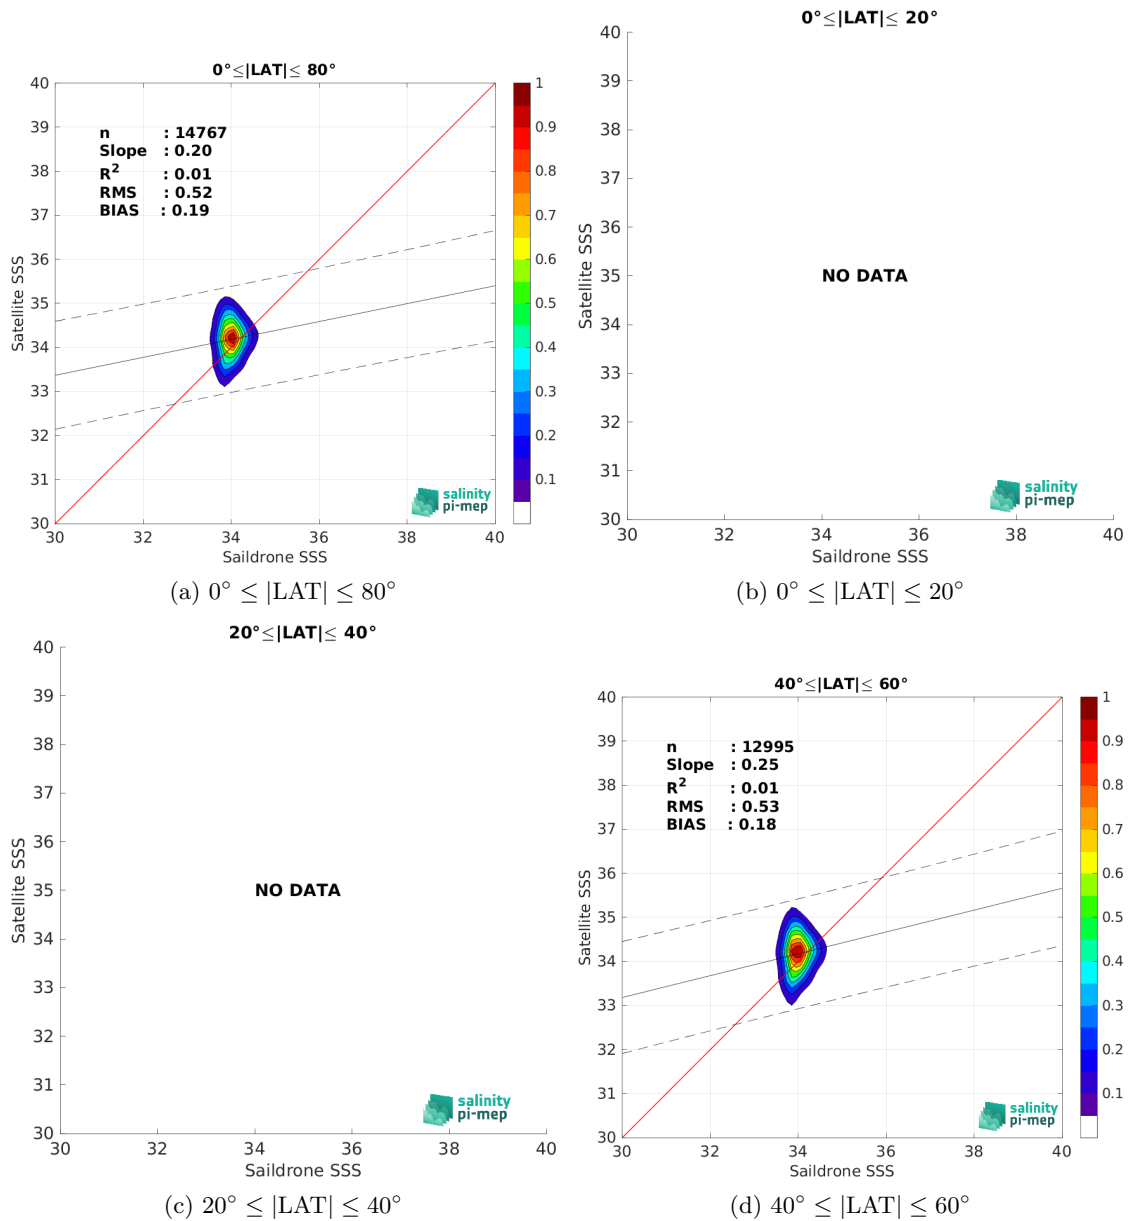 0°≤|LAT|≤ 80°
40
39
38
37
36
35
34
33
32
31
30
30 32 34 36 38 40
Satellite SSS
Saildrone SSS
n : 14767
Slope : 0.20
R² : 0.01
RMS : 0.52
BIAS : 0.19
1
0.9
0.8
0.7
0.6
0.5
0.4
0.3
0.2
0.1
salinity
pi-mep
(a) 0° ≤ |LAT| ≤ 80°
0°≤|LAT|≤ 20°
40
39
38
37
36
35
34
33
32
31
30
30 32 34 36 38 40
Satellite SSS
Saildrone SSS
NO DATA
salinity
pi-mep
(b) 0° ≤ |LAT| ≤ 20°
20°≤|LAT|≤ 40°
40
39
38
37
36
35
34
33
32
31
30
30 32 34 36 38 40
Satellite SSS
Saildrone SSS
NO DATA
salinity
pi-mep
(c) 20° ≤ |LAT| ≤ 40°
40°≤|LAT|≤ 60°
40
39
38
37
36
35
34
33
32
31
30
30 32 34 36 38 40
Satellite SSS
Saildrone SSS
n : 12995
Slope : 0.25
R² : 0.01
RMS : 0.53
BIAS : 0.18
1
0.9
0.8
0.7
0.6
0.5
0.4
0.3
0.2
0.1
salinity
pi-mep
(d) 40° ≤ |LAT| ≤ 60°